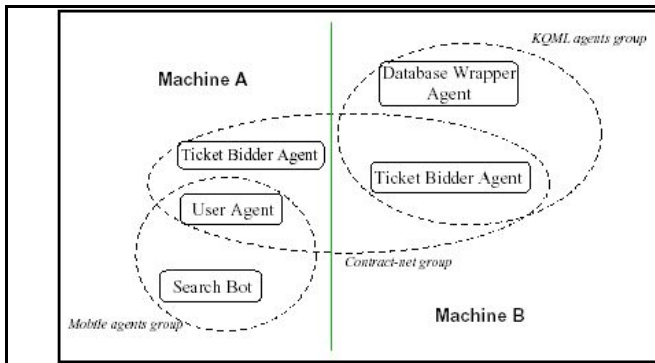 KQML agents group
Machine A
Database Wrapper
Agent
Ticket Bidder Agent
Ticket Bidder Agent
User Agent
Contract-net group
Search Bot
Mobile agents group
Machine B